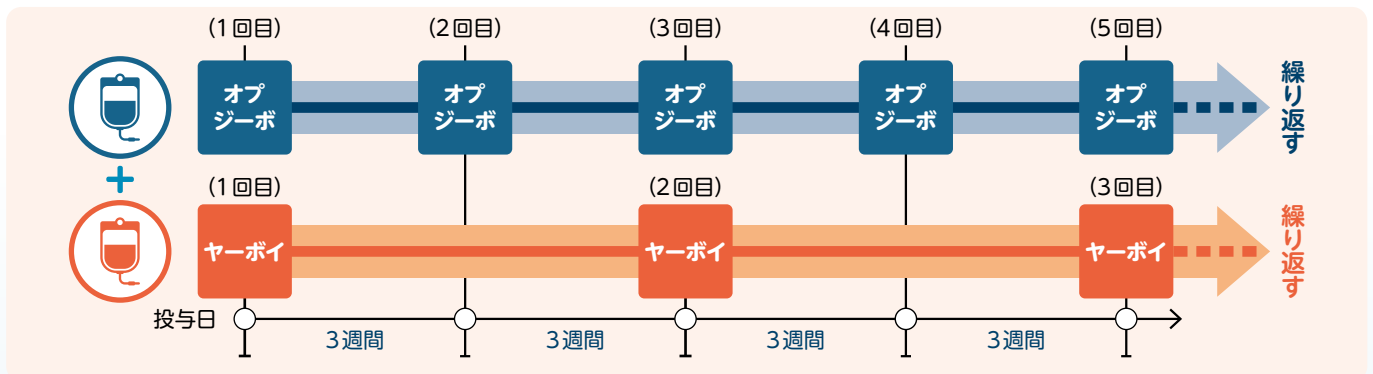 (1回目)
(2回目)
(3回目)
(4回目)
(5回目)
オプ
ジーボ
オプ
ジーボ
オプ
ジーボ
オプ
ジーボ
オプ
ジーボ
繰り返す
+
(1回目)
(2回目)
(3回目)
ヤーボイ
ヤーボイ
ヤーボイ
繰り返す
投与日
3週間
3週間
3週間
3週間